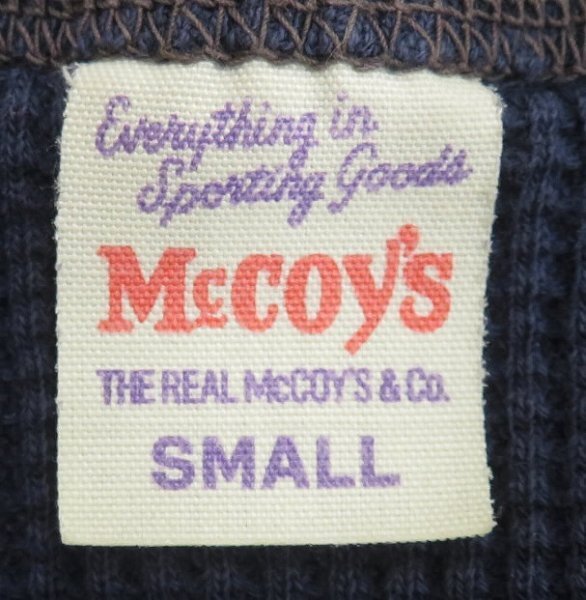 Everything in
Sporting Goods
McCoy's
THE REAL McCOY'S & Co.
SMALL